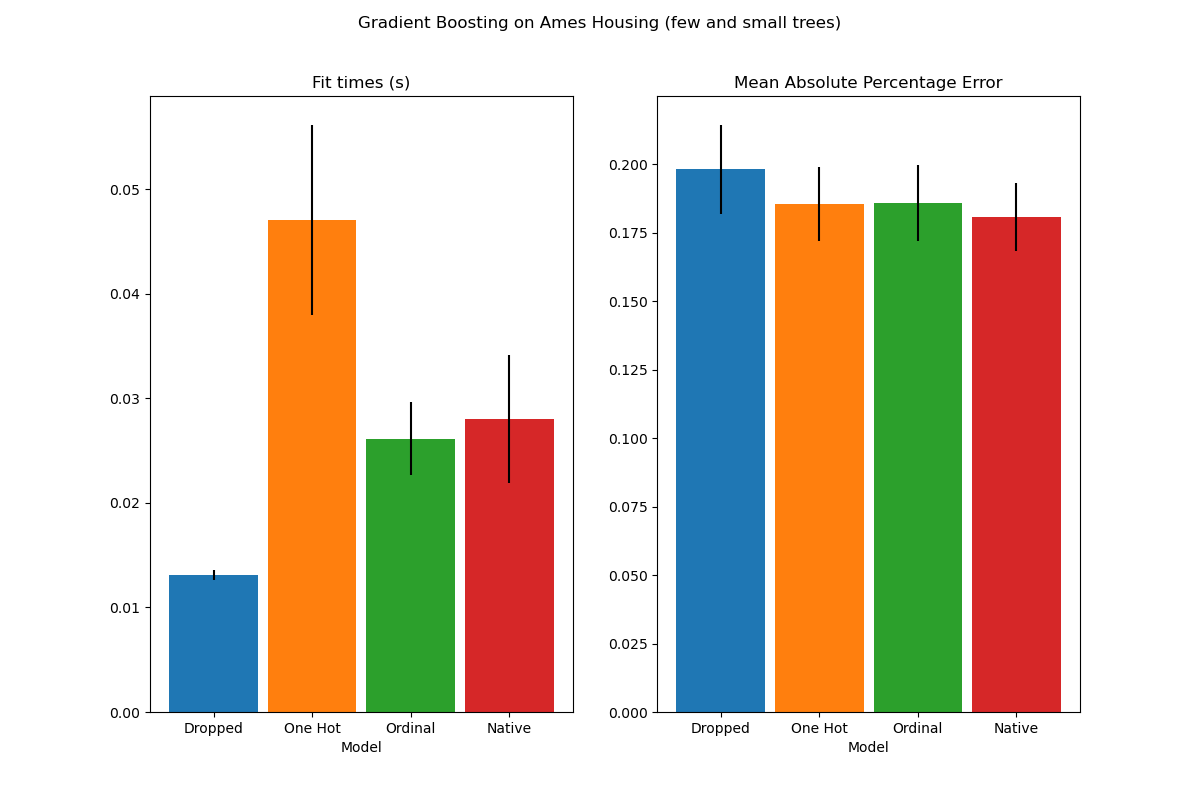 Gradient Boosting on Ames Housing (few and small trees)
Fit times (s)
0.05
0.04
0.03
0.02
0.01
0.00
Dropped One Hot Ordinal Native
Model
Mean Absolute Percentage Error
0.200
0.175
0.150
0.125
0.100
0.075
0.050
0.025
0.000
Dropped One Hot Ordinal Native
Model